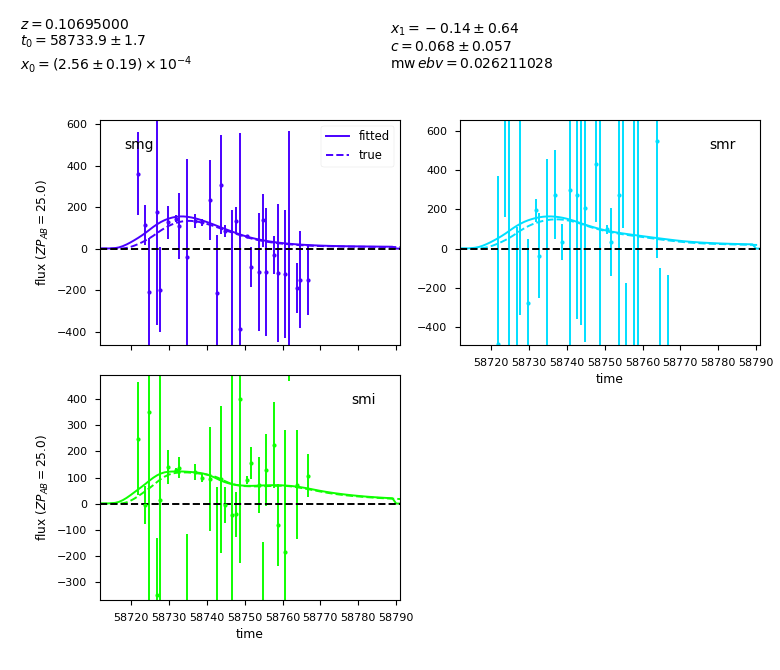 z = 0.10695000
t₀ = 58733.9 ± 1.7
x₀ = (2.56 ± 0.19) × 10⁻⁴
x₁ = −0.14 ± 0.64
c = 0.068 ± 0.057
mw ebv = 0.026211028
smg
fitted
true
600
400
200
0
−200
−400
flux (ZP_AB = 25.0)
smr
600
400
200
0
−200
−400
58720 58730 58740 58750 58760 58770 58780 58790
time
smi
400
300
200
100
0
−100
−200
−300
flux (ZP_AB = 25.0)
58720 58730 58740 58750 58760 58770 58780 58790
time